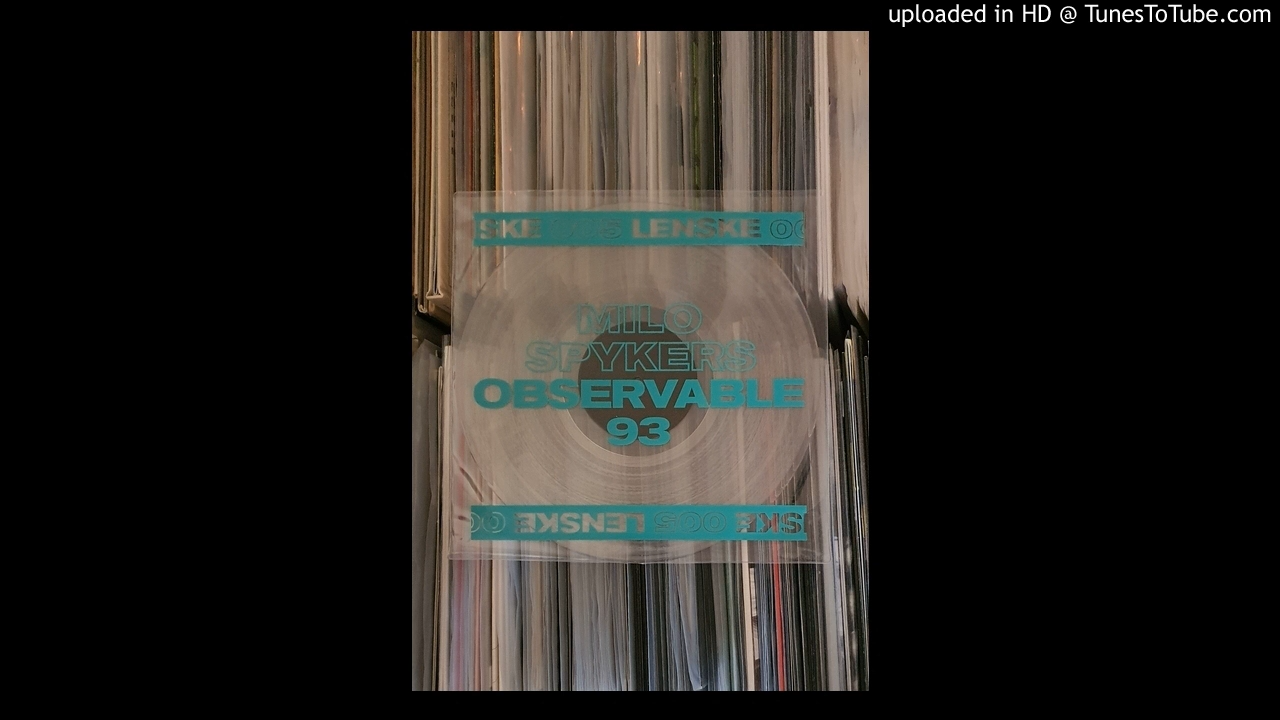 uploaded in HD @ TunesToTube.com
SKE 005 LENSKE 00
MILO
SPYKERS
OBSERVABLE
93
SKE 005 LENSKE 00